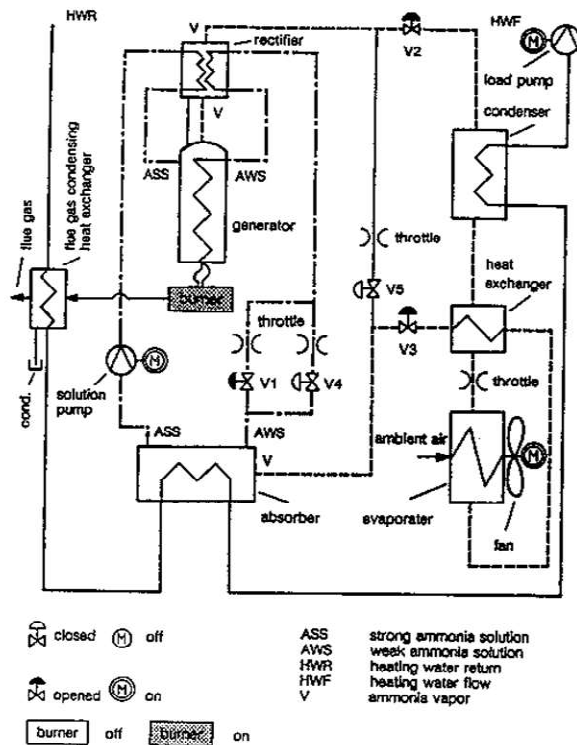 HWR
V
rectifier
V2
HWF
M
load pump
condenser
V
ASS
AWS
generator
flue gas
flue gas condensing
heat exchanger
burner
throttle
heat
exchanger
V5
V3
throttle
throttle
cond.
solution
pump
M
V1
V4
ASS
AWS
V
absorber
ambient air
M
evaporater
fan
closed
M
off
opened
M
on
burner
off
burner
on
ASS strong ammonia solution
AWS weak ammonia solution
HWR heating water return
HWF heating water flow
V ammonia vapor